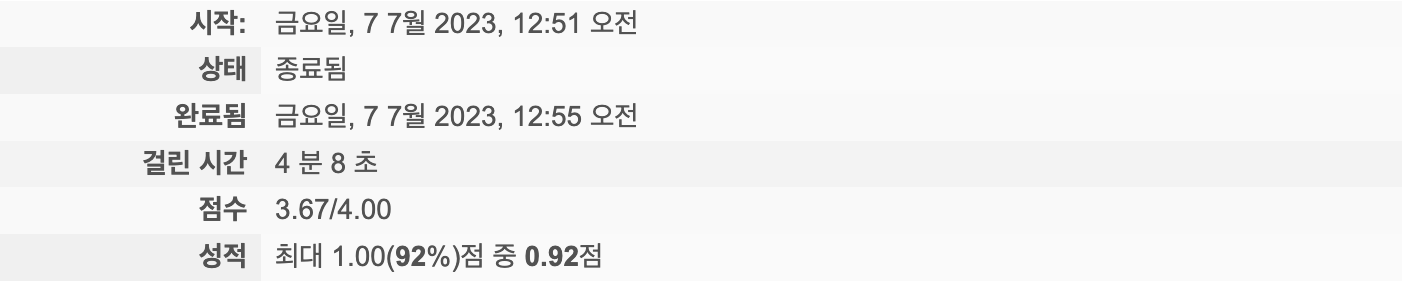 시작: 금요일, 7 7월 2023, 12:51 오전
상태 종료됨
완료됨 금요일, 7 7월 2023, 12:55 오전
걸린 시간 4 분 8 초
점수 3.67/4.00
성적 최대 1.00(92%)점 중 0.92점